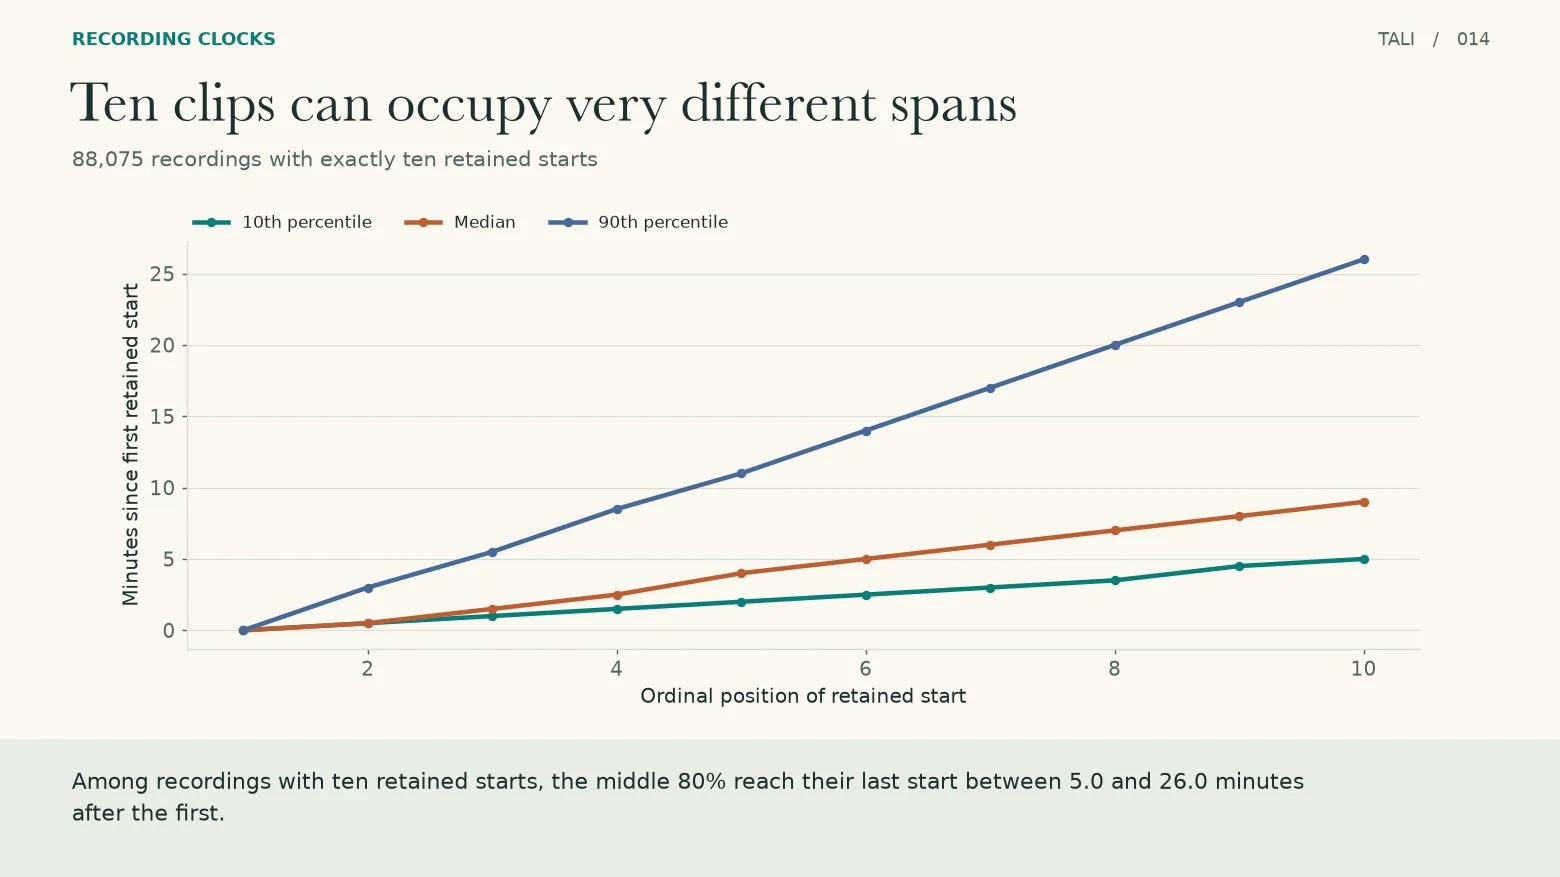 RECORDING CLOCKS
TALI / 014
Ten clips can occupy very different spans
88,075 recordings with exactly ten retained starts
10th percentile
Median
90th percentile
Minutes since first retained start
25
20
15
10
5
0
2
4
6
8
10
Ordinal position of retained start
Among recordings with ten retained starts, the middle 80% reach their last start between 5.0 and 26.0 minutes
after the first.